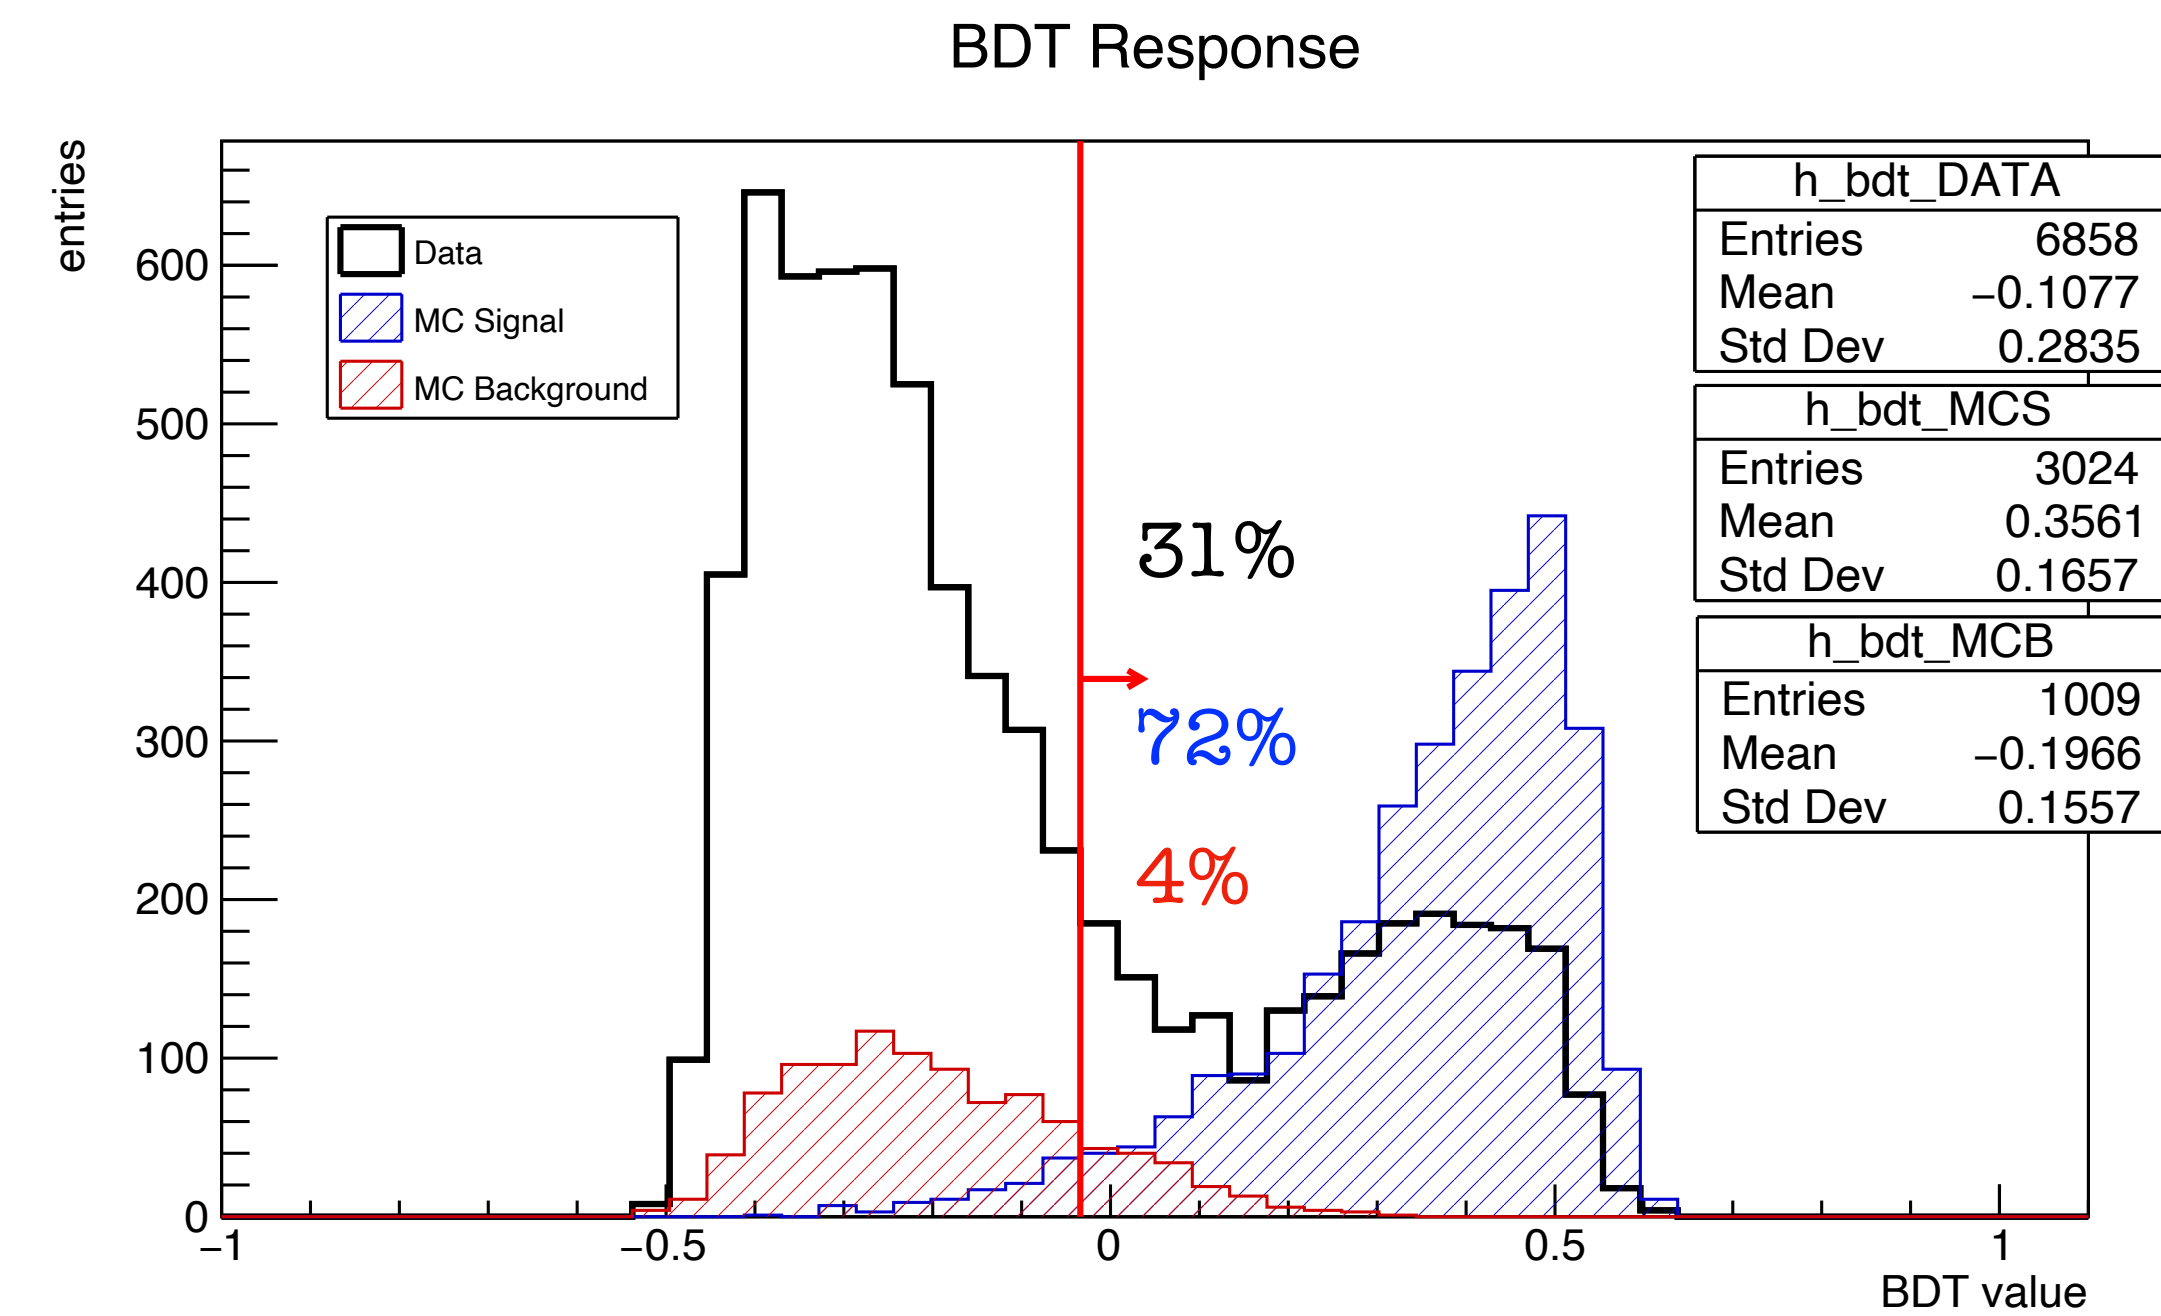 BDT Response
entries
600
500
400
300
200
100
0
−1
−0.5
0
0.5
1
BDT value
Data
MC Signal
MC Background
31%
72%
4%
h_bdt_DATA
Entries 6858
Mean −0.1077
Std Dev 0.2835
h_bdt_MCS
Entries 3024
Mean 0.3561
Std Dev 0.1657
h_bdt_MCB
Entries 1009
Mean −0.1966
Std Dev 0.1557